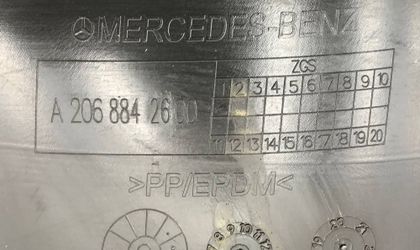 MERCEDES-BENZ
ZGS
1 2 3 4 5 6 7 8 9 10
A 206 884 26 00
11 12 13 14 15 16 17 18 19 20
>PP/EPDM<